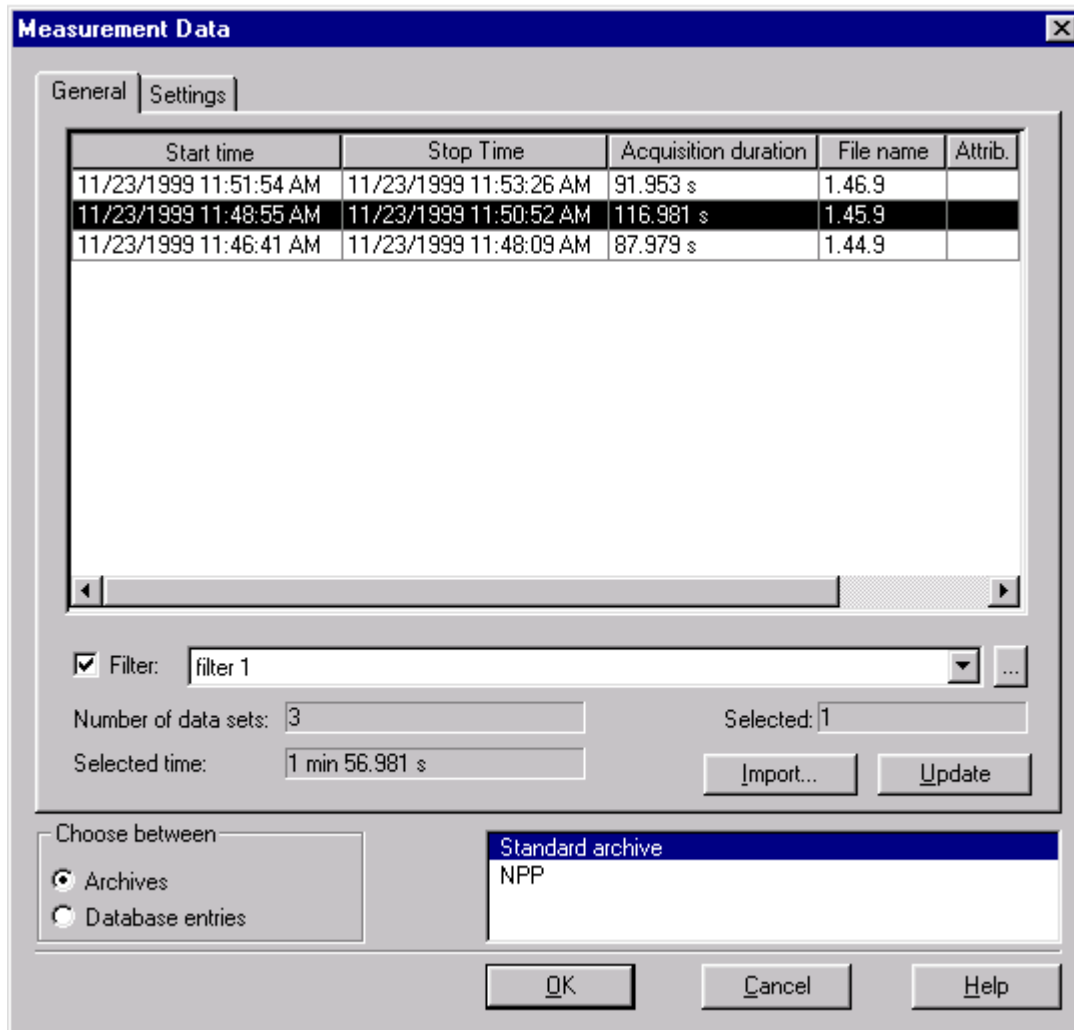 Measurement Data
General Settings
Start time Stop Time Acquisition duration File name Attrib.
11/23/1999 11:51:54 AM 11/23/1999 11:53:26 AM 91.953 s 1.46.9
11/23/1999 11:48:55 AM 11/23/1999 11:50:52 AM 116.981 s 1.45.9
11/23/1999 11:46:41 AM 11/23/1999 11:48:09 AM 87.979 s 1.44.9
Filter: filter 1 ...
Number of data sets: 3 Selected: 1
Selected time: 1 min 56.981 s Import... Update
Choose between
Archives
Database entries
Standard archive
NPP
OK Cancel Help